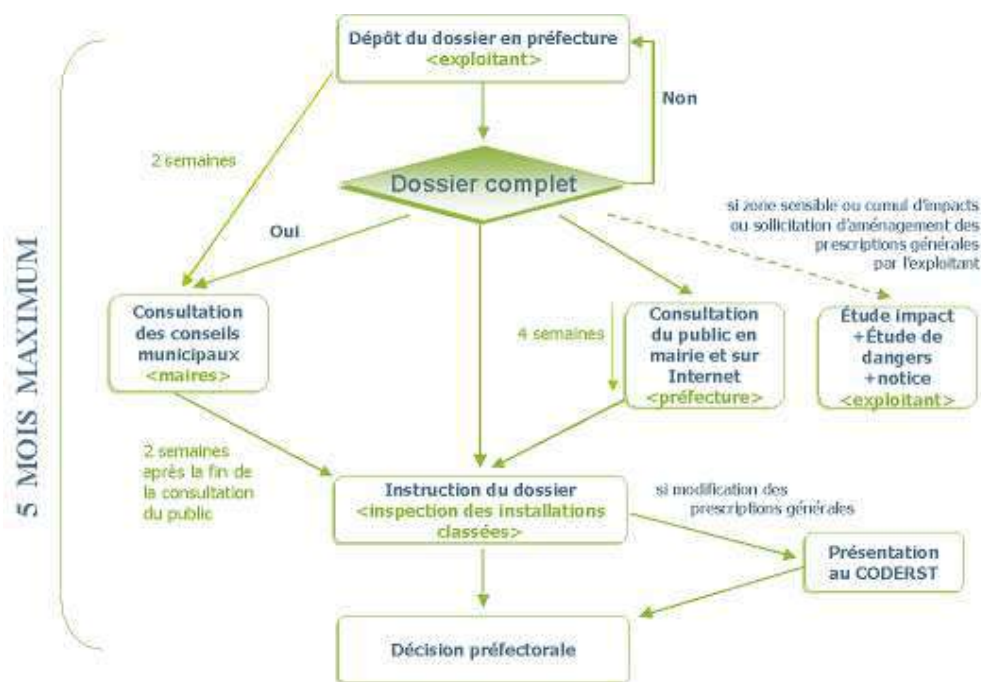 5 MOIS MAXIMUM
Dépôt du dossier en préfecture
<exploitant>
Non
2 semaines
Dossier complet
Oui
si zone sensible ou cumul d'impacts
ou sollicitation d'aménagement des
prescriptions générales
par l'exploitant
Consultation
des conseils
municipaux
<maires>
4 semaines
Consultation
du public en
mairie et sur
Internet
<préfecture>
Étude impact
+Étude de
dangers
+notice
<exploitant>
2 semaines
après la fin de
la consultation
du public
Instruction du dossier
<inspection des installations
classées>
si modification des
prescriptions générales
Présentation
au CODERST
Décision préfectorale